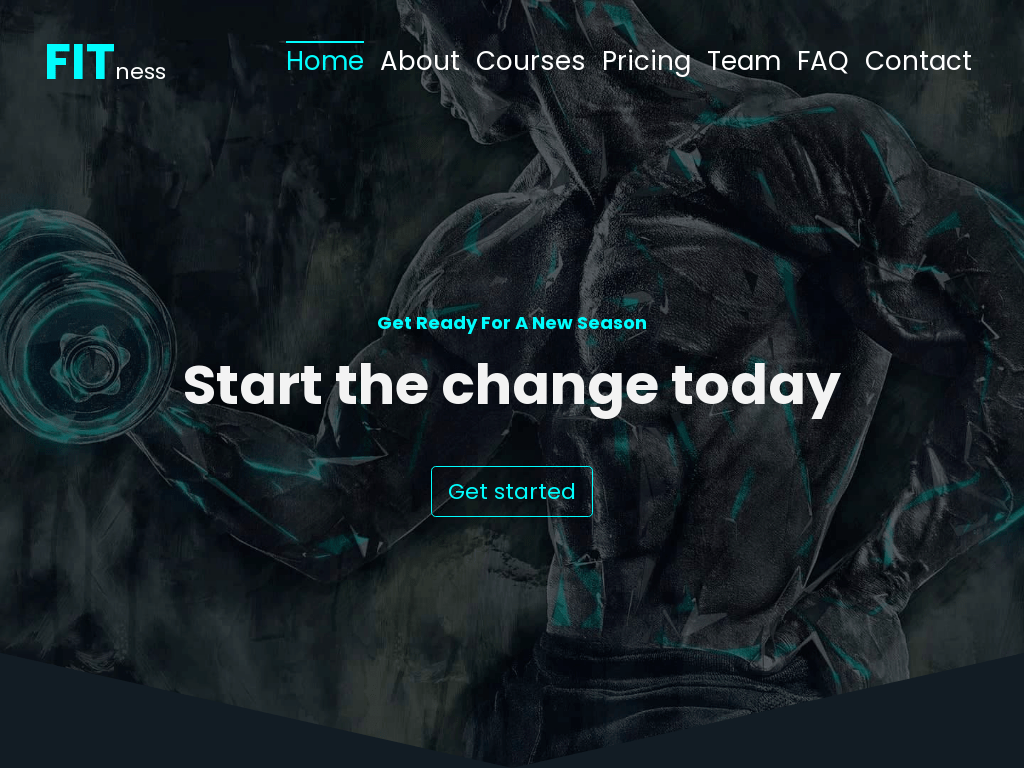 FITness
Home About Courses Pricing Team FAQ Contact
Get Ready For A New Season
Start the change today
Get started